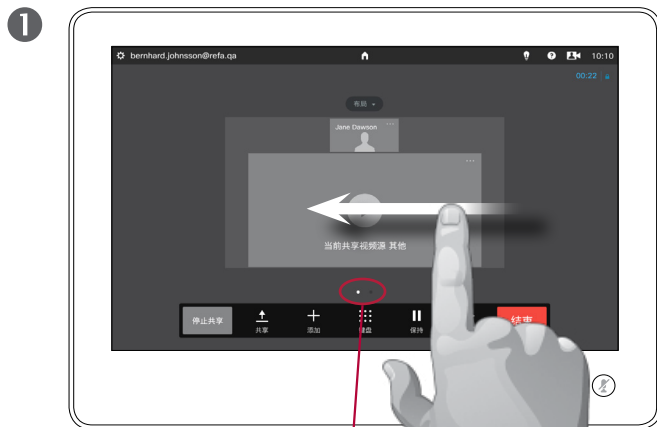 1
bernhard.johnsson@refa.qa
10:10
00:22
布局
Jane Dawson
当前共享视频源 其他
停止共享
共享
添加
键盘
保持
结束